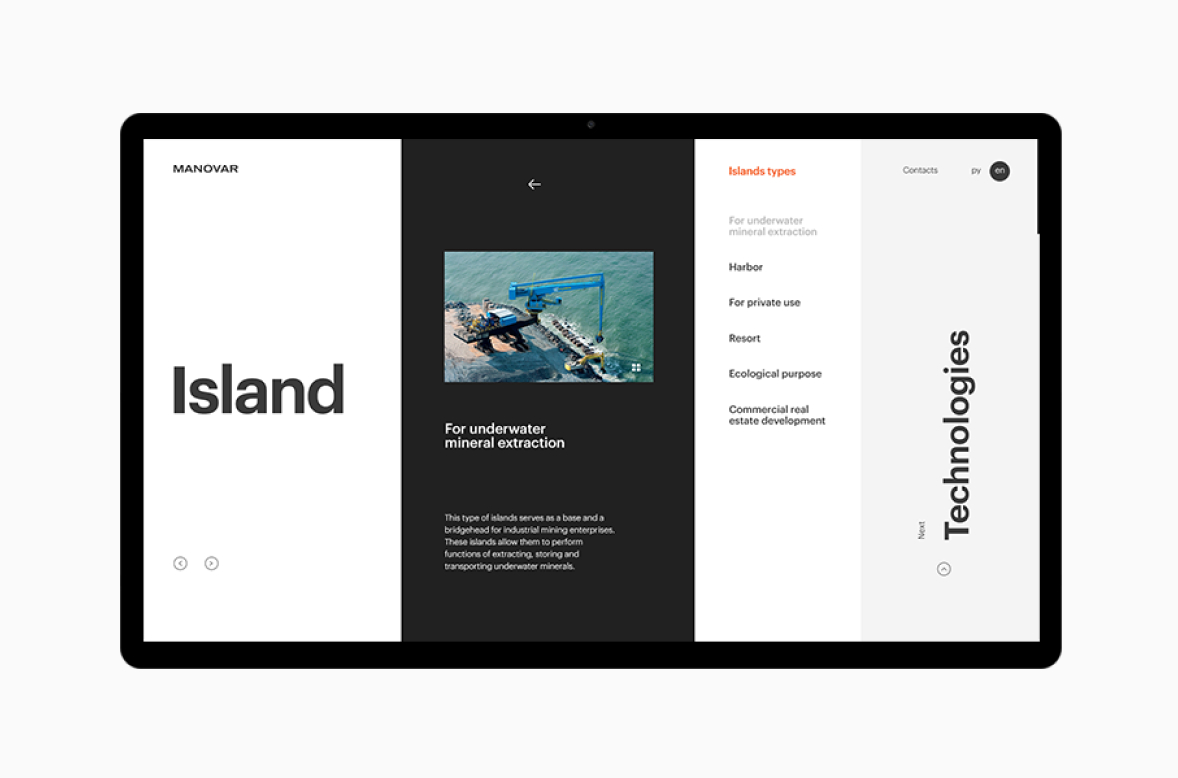 MANOVAR
Island
For underwater
mineral extraction
This type of islands serves as a base and a
bridgehead for industrial mining enterprises.
These islands allow them to perform
functions of extracting, storing and
transporting underwater minerals.
Islands types
For underwater
mineral extraction
Harbor
For private use
Resort
Ecological purpose
Commercial real
estate development
Contacts
ру
en
Next
Technologies